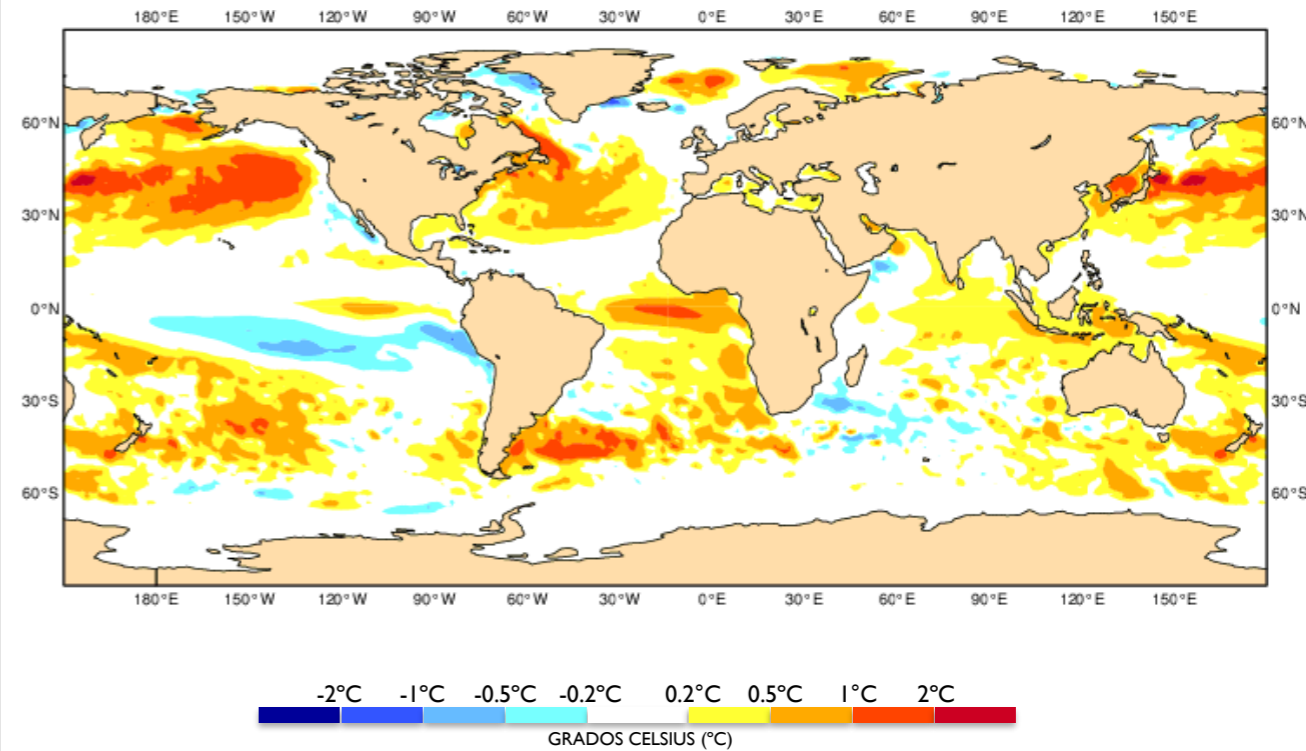 180°E 150°W 120°W 90°W 60°W 30°W 0°E 30°E 60°E 90°E 120°E 150°E
60°N 60°N
30°N 30°N
0°N 0°N
30°S 30°S
60°S 60°S
180°E 150°W 120°W 90°W 60°W 30°W 0°E 30°E 60°E 90°E 120°E 150°E
-2°C -1°C -0.5°C -0.2°C 0.2°C 0.5°C 1°C 2°C
GRADOS CELSIUS (°C)